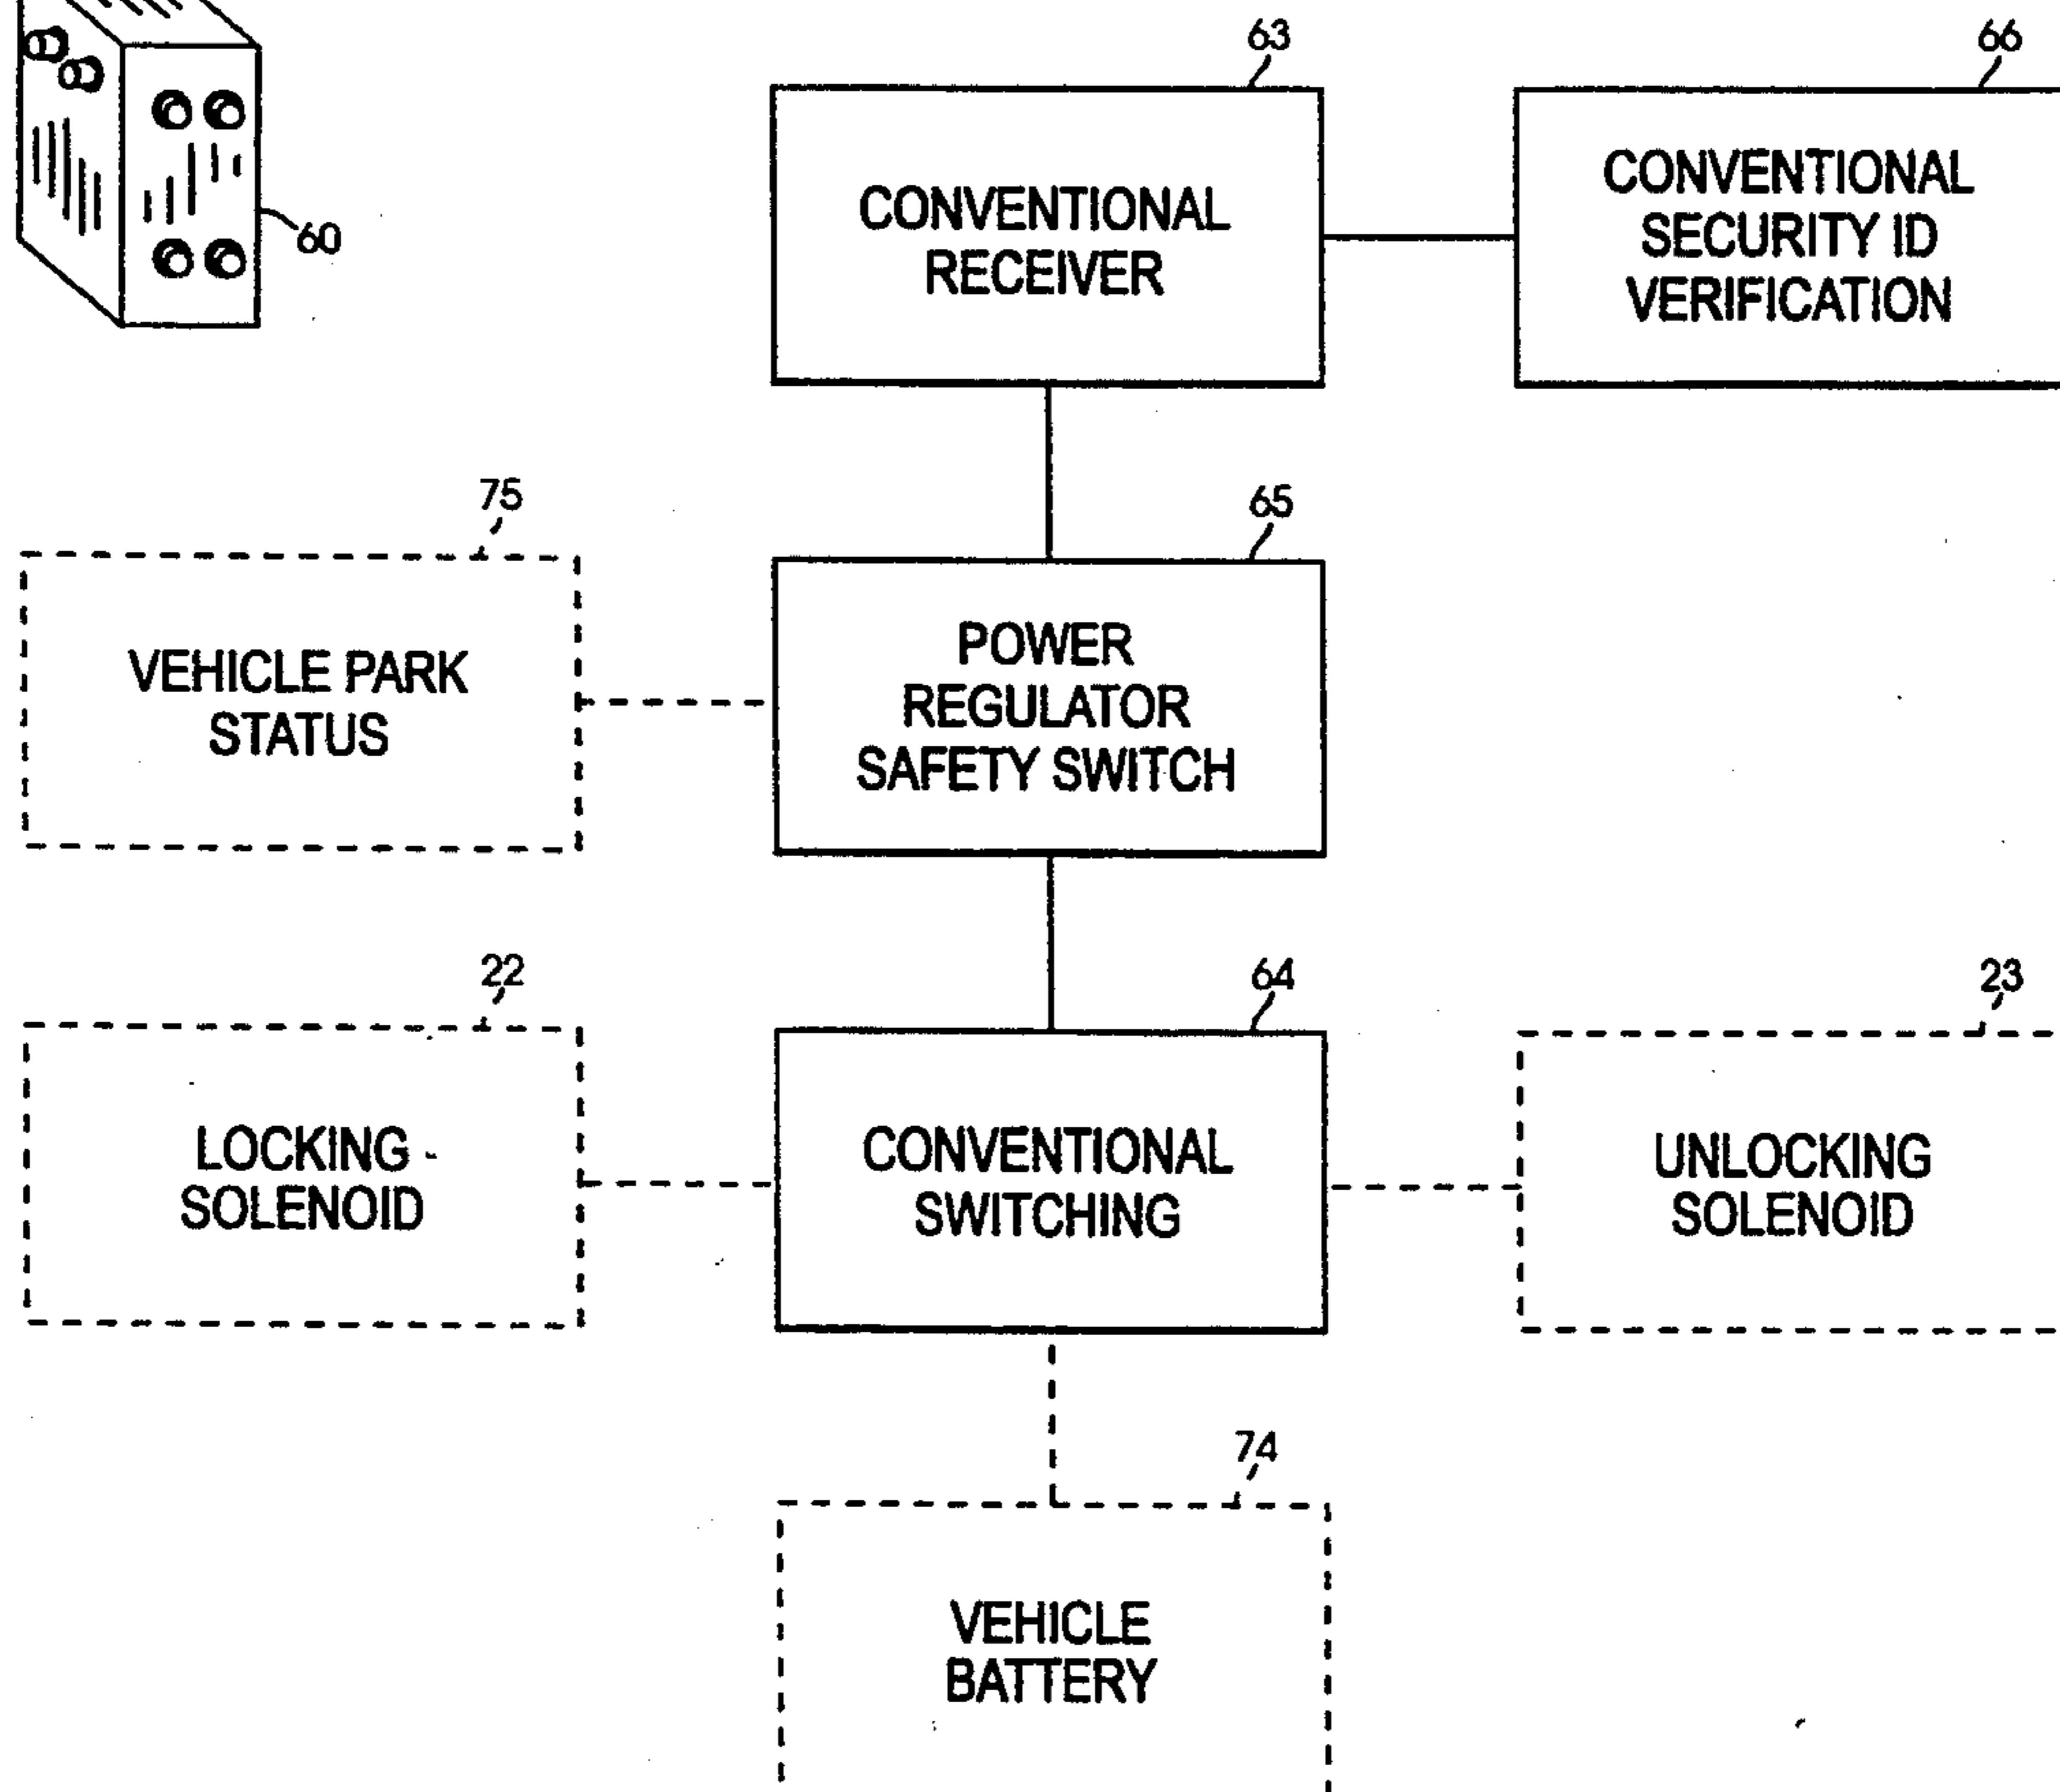 63
66
60
CONVENTIONAL
RECEIVER
CONVENTIONAL
SECURITY ID
VERIFICATION
75
65
VEHICLE PARK
STATUS
POWER
REGULATOR
SAFETY SWITCH
22
64
23
LOCKING
SOLENOID
CONVENTIONAL
SWITCHING
UNLOCKING
SOLENOID
74
VEHICLE
BATTERY